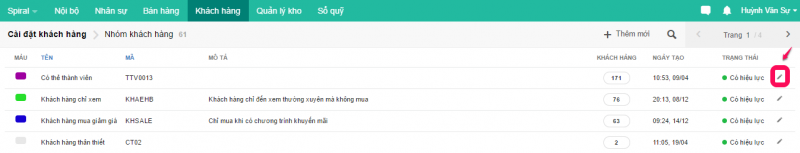 Spiral Nội bộ Nhân sự Bán hàng Khách hàng Quản lý kho Sổ quỹ Huỳnh Văn Sự
Cài đặt khách hàng Nhóm khách hàng 61 + Thêm mới Trang 1 / 4
MÀU TÊN MÃ MÔ TẢ KHÁCH HÀNG NGÀY TẠO TRẠNG THÁI
Có thẻ thành viên TTV0013 171 10:53, 09/04 Có hiệu lực
Khách hàng chỉ xem KHAEHB Khách hàng chỉ đến xem thường xuyên mà không mua 76 20:13, 08/12 Có hiệu lực
Khách hàng mua giảm giá KHSALE Chỉ mua khi có chương trình khuyến mãi 63 09:24, 14/12 Có hiệu lực
Khách hàng thân thiết CT02 2 11:05, 19/04 Có hiệu lực